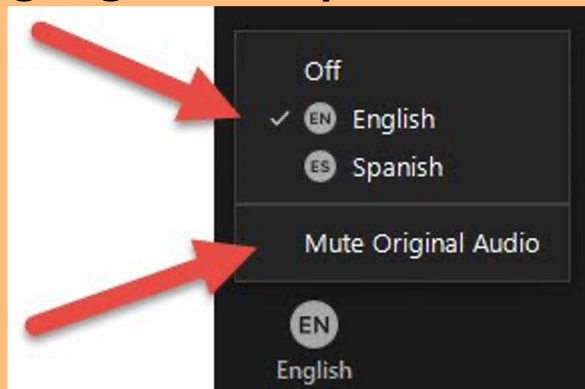 Off
EN English
ES Spanish
Mute Original Audio
EN
English